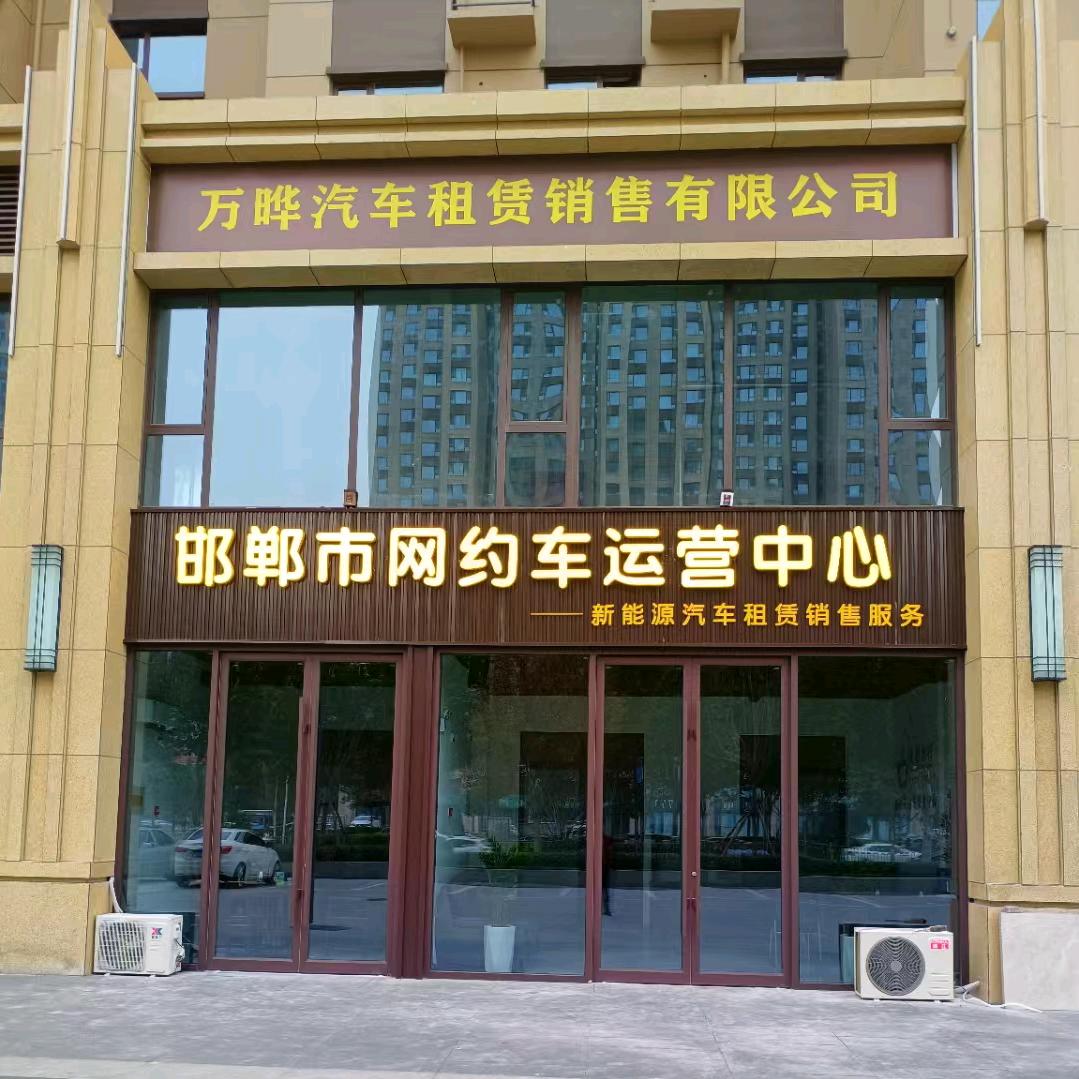 万晔汽车租赁销售有限公司
邯郸市网约车运营中心
——新能源汽车租赁销售服务